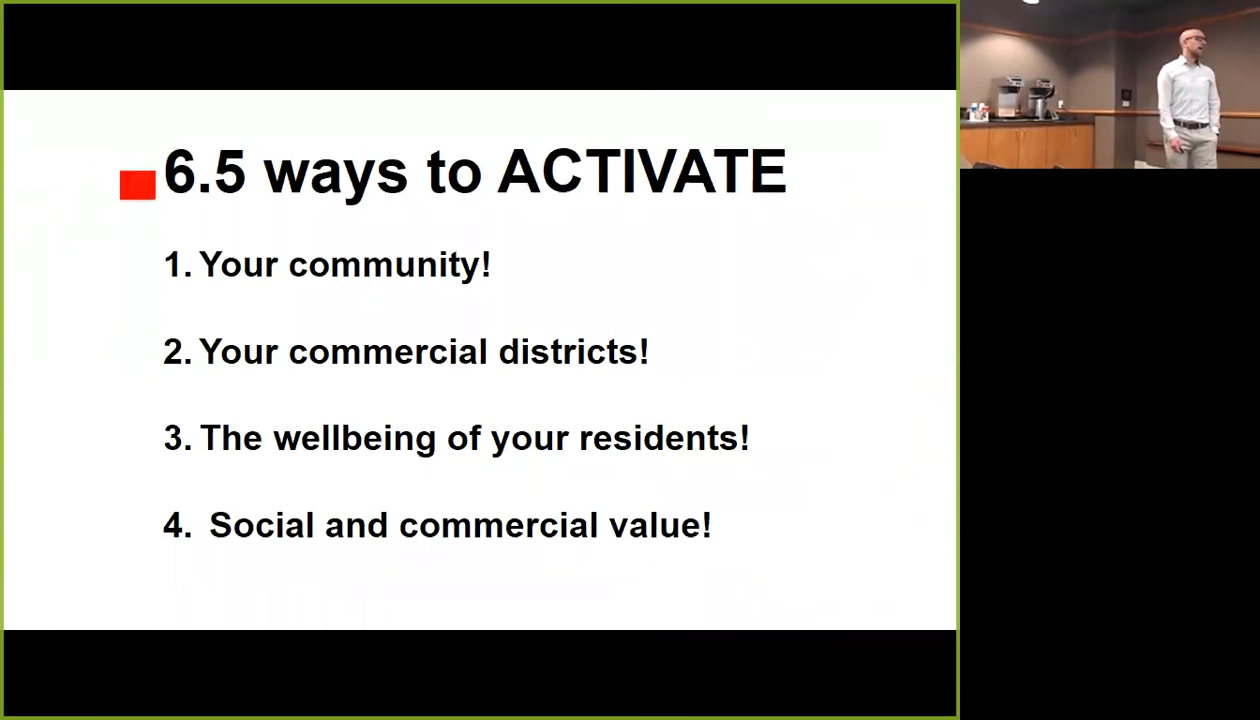 6.5 ways to ACTIVATE
1. Your community!
2. Your commercial districts!
3. The wellbeing of your residents!
4. Social and commercial value!